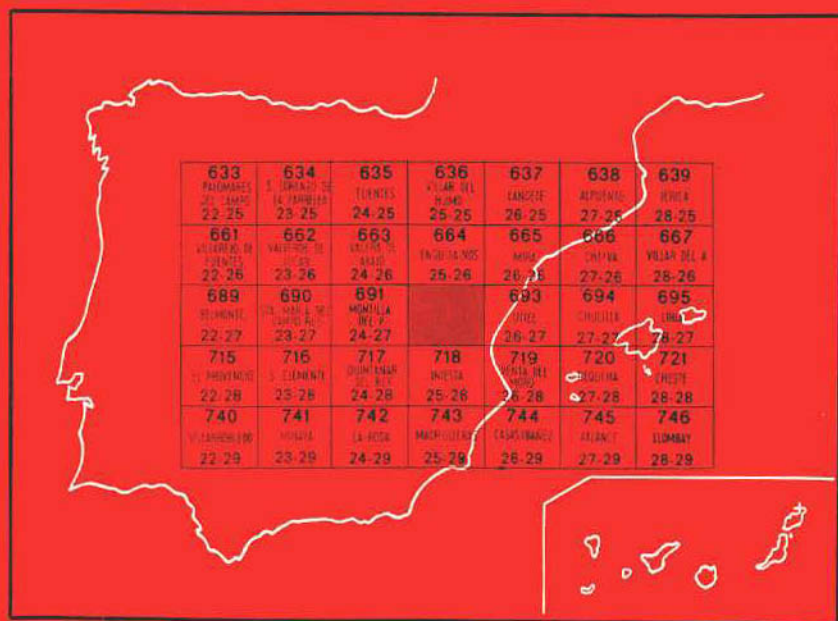 633 634 635 636 637 638 639
PALOMARES S. LORENZO DE FUENTES VILLAR DEL LANDETE ALPUENTE JERICA
DEL CAMPO LA PARRILLA HUMO
22-25 23-25 24-25 25-25 26-25 27-25 28-25
661 662 663 664 665 666 667
VILLAREJO DE VALVERDE DE VALERA DE ENGUIDANOS MIRA CHELVA VILLAR DEL A
FUENTES JUCAR ABAJO
22-26 23-26 24-26 25-26 26-26 27-26 28-26
689 690 691 693 694 695
BELMONTE STA. MARIA DEL MONTILLA UTIEL CHULILLA LIRIA
CAMPO DEL P.
22-27 23-27 24-27 26-27 27-27 28-27
715 716 717 718 719 720 721
EL PROVENCIO S. CLEMENTE QUINTANAR INIESTA VENTA DEL REQUENA CHESTE
DEL REY MORO
22-28 23-28 24-28 25-28 26-28 27-28 28-28
740 741 742 743 744 745 746
VILLARROBLEDO MINAYA LA RODA MADRIGUERAS CASAS IBAÑEZ JALANCE LLOMBAY
22-29 23-29 24-29 25-29 26-29 27-29 28-29